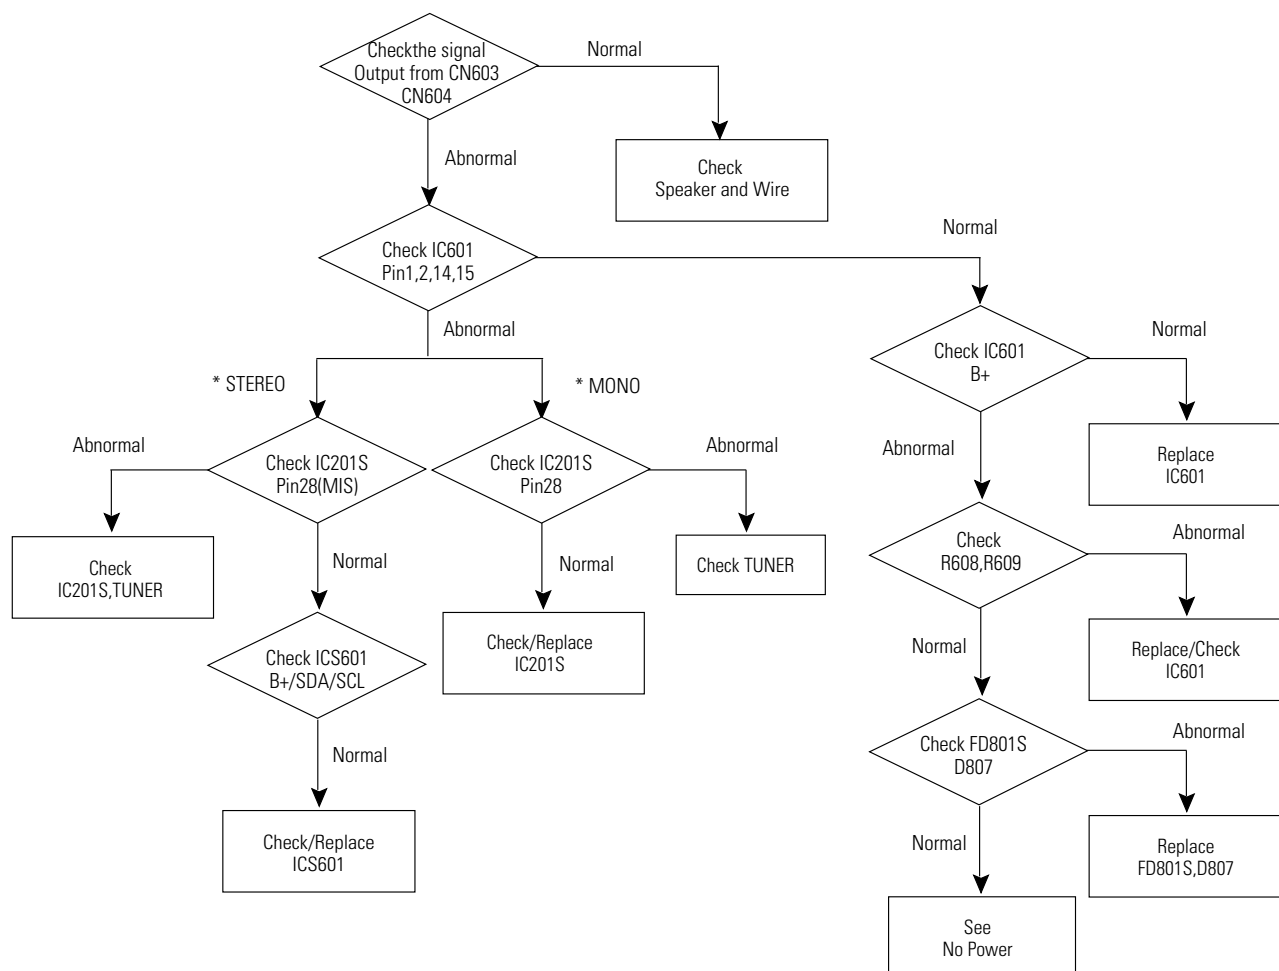 Checkthe signal
Output from CN603
CN604
Normal
Abnormal
Check
Speaker and Wire
Check IC601
Pin1,2,14,15
Normal
Abnormal
* STEREO
* MONO
Check IC601
B+
Normal
Abnormal
Check IC201S
Pin28(MIS)
Check IC201S
Pin28
Abnormal
Abnormal
Replace
IC601
Check
IC201S,TUNER
Normal
Normal
Check TUNER
Check
R608,R609
Abnormal
Check ICS601
B+/SDA/SCL
Check/Replace
IC201S
Normal
Replace/Check
IC601
Normal
Check FD801S
D807
Abnormal
Check/Replace
ICS601
Normal
Replace
FD801S,D807
See
No Power